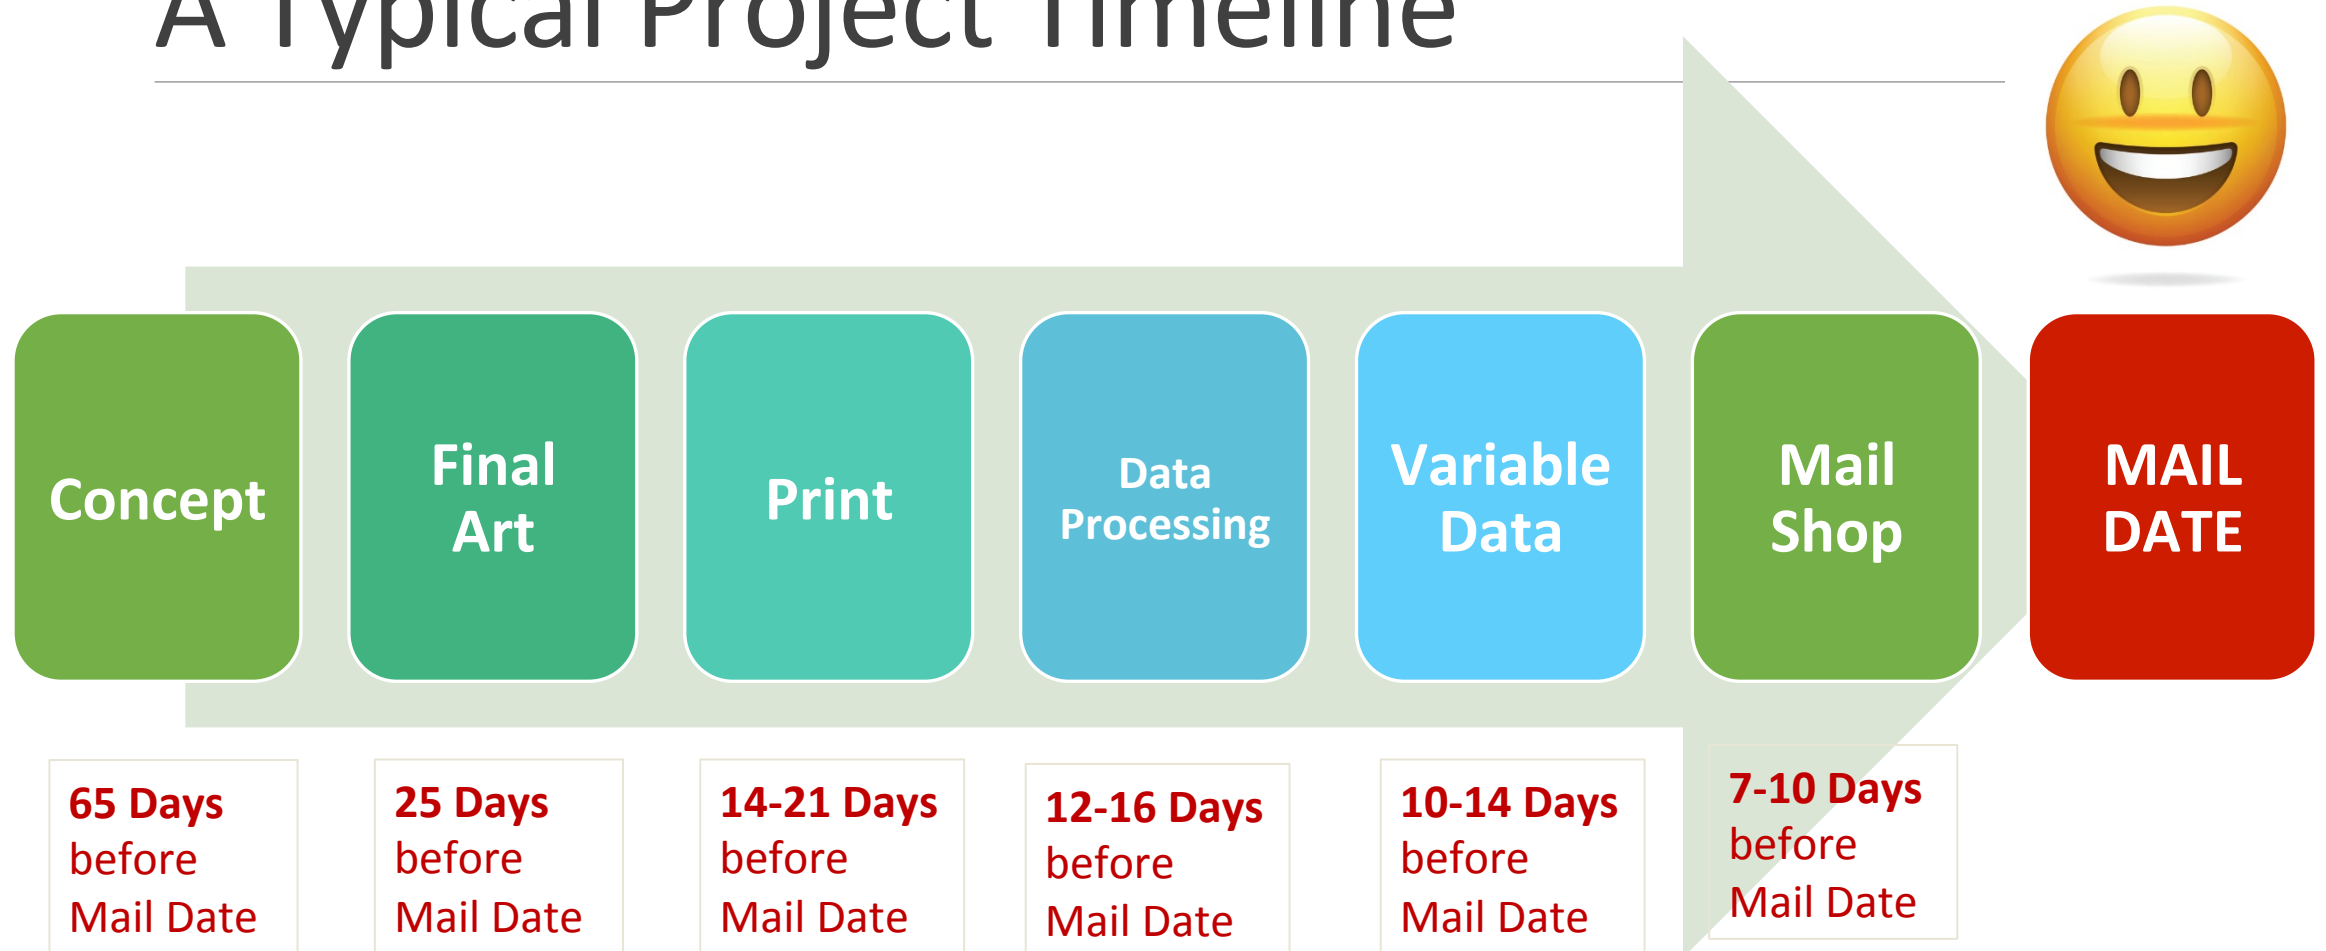 A Typical Project Timeline
Concept
Final
Art
Print
Data
Processing
Variable
Data
Mail
Shop
MAIL
DATE
65 Days
before
Mail Date
25 Days
before
Mail Date
14-21 Days
before
Mail Date
12-16 Days
before
Mail Date
10-14 Days
before
Mail Date
7-10 Days
before
Mail Date